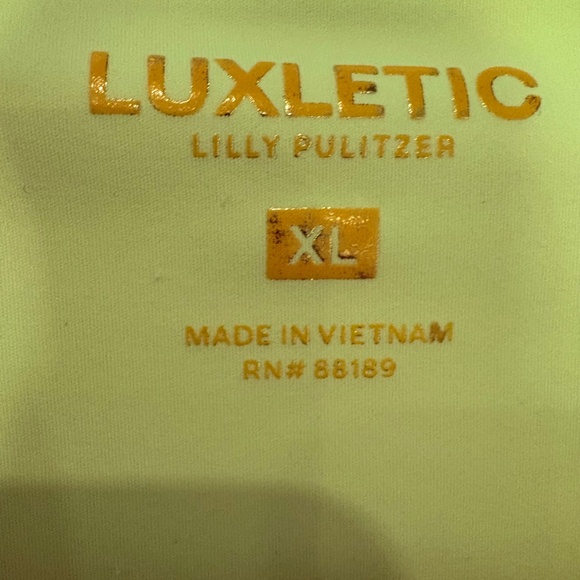 LUXLETIC
LILLY PULITZER
XL
MADE IN VIETNAM
RN# 88189